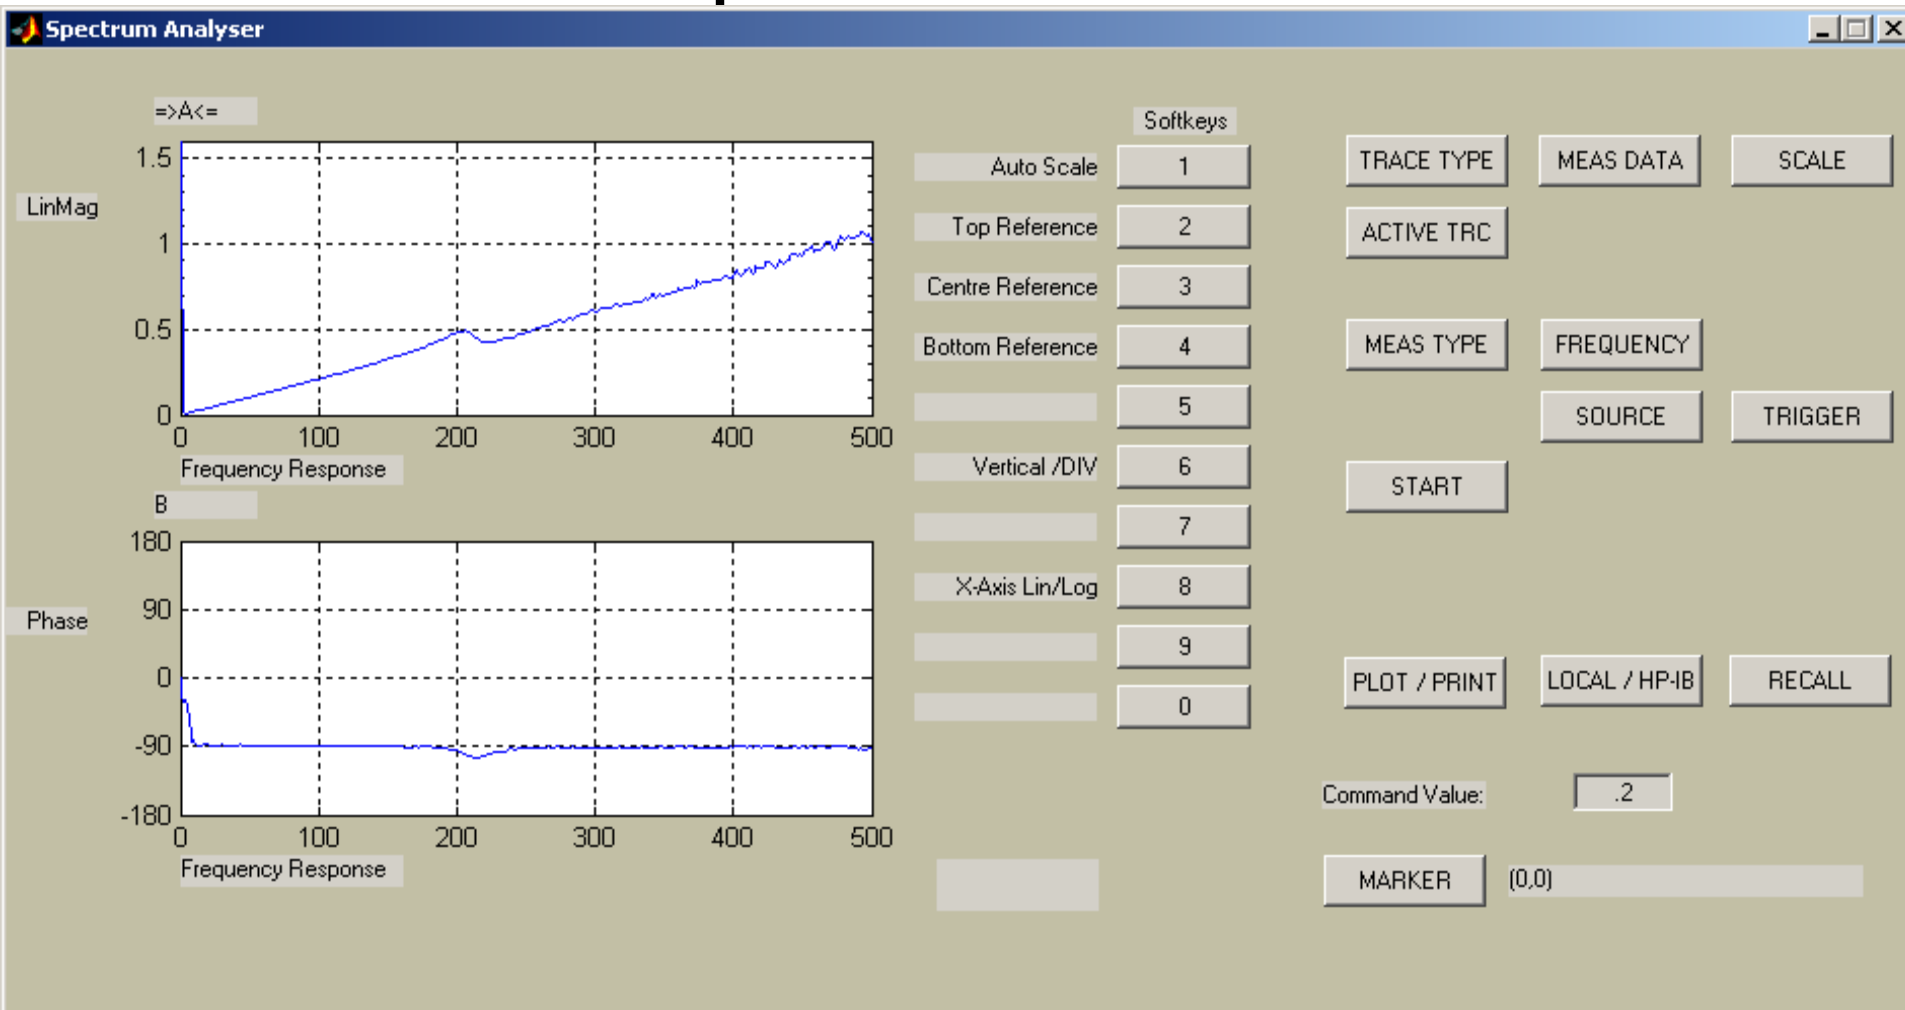 Spectrum Analyser
=>A<=
LinMag
1.5
1
0.5
0
0 100 200 300 400 500
Frequency Response
B
Phase
180
90
0
-90
-180
0 100 200 300 400 500
Frequency Response
Softkeys
Auto Scale 1
Top Reference 2
Centre Reference 3
Bottom Reference 4
5
Vertical /DIV 6
7
X-Axis Lin/Log 8
9
0
TRACE TYPE MEAS DATA SCALE
ACTIVE TRC
MEAS TYPE FREQUENCY
SOURCE TRIGGER
START
PLOT / PRINT LOCAL / HP-IB RECALL
Command Value: .2
MARKER (0,0)